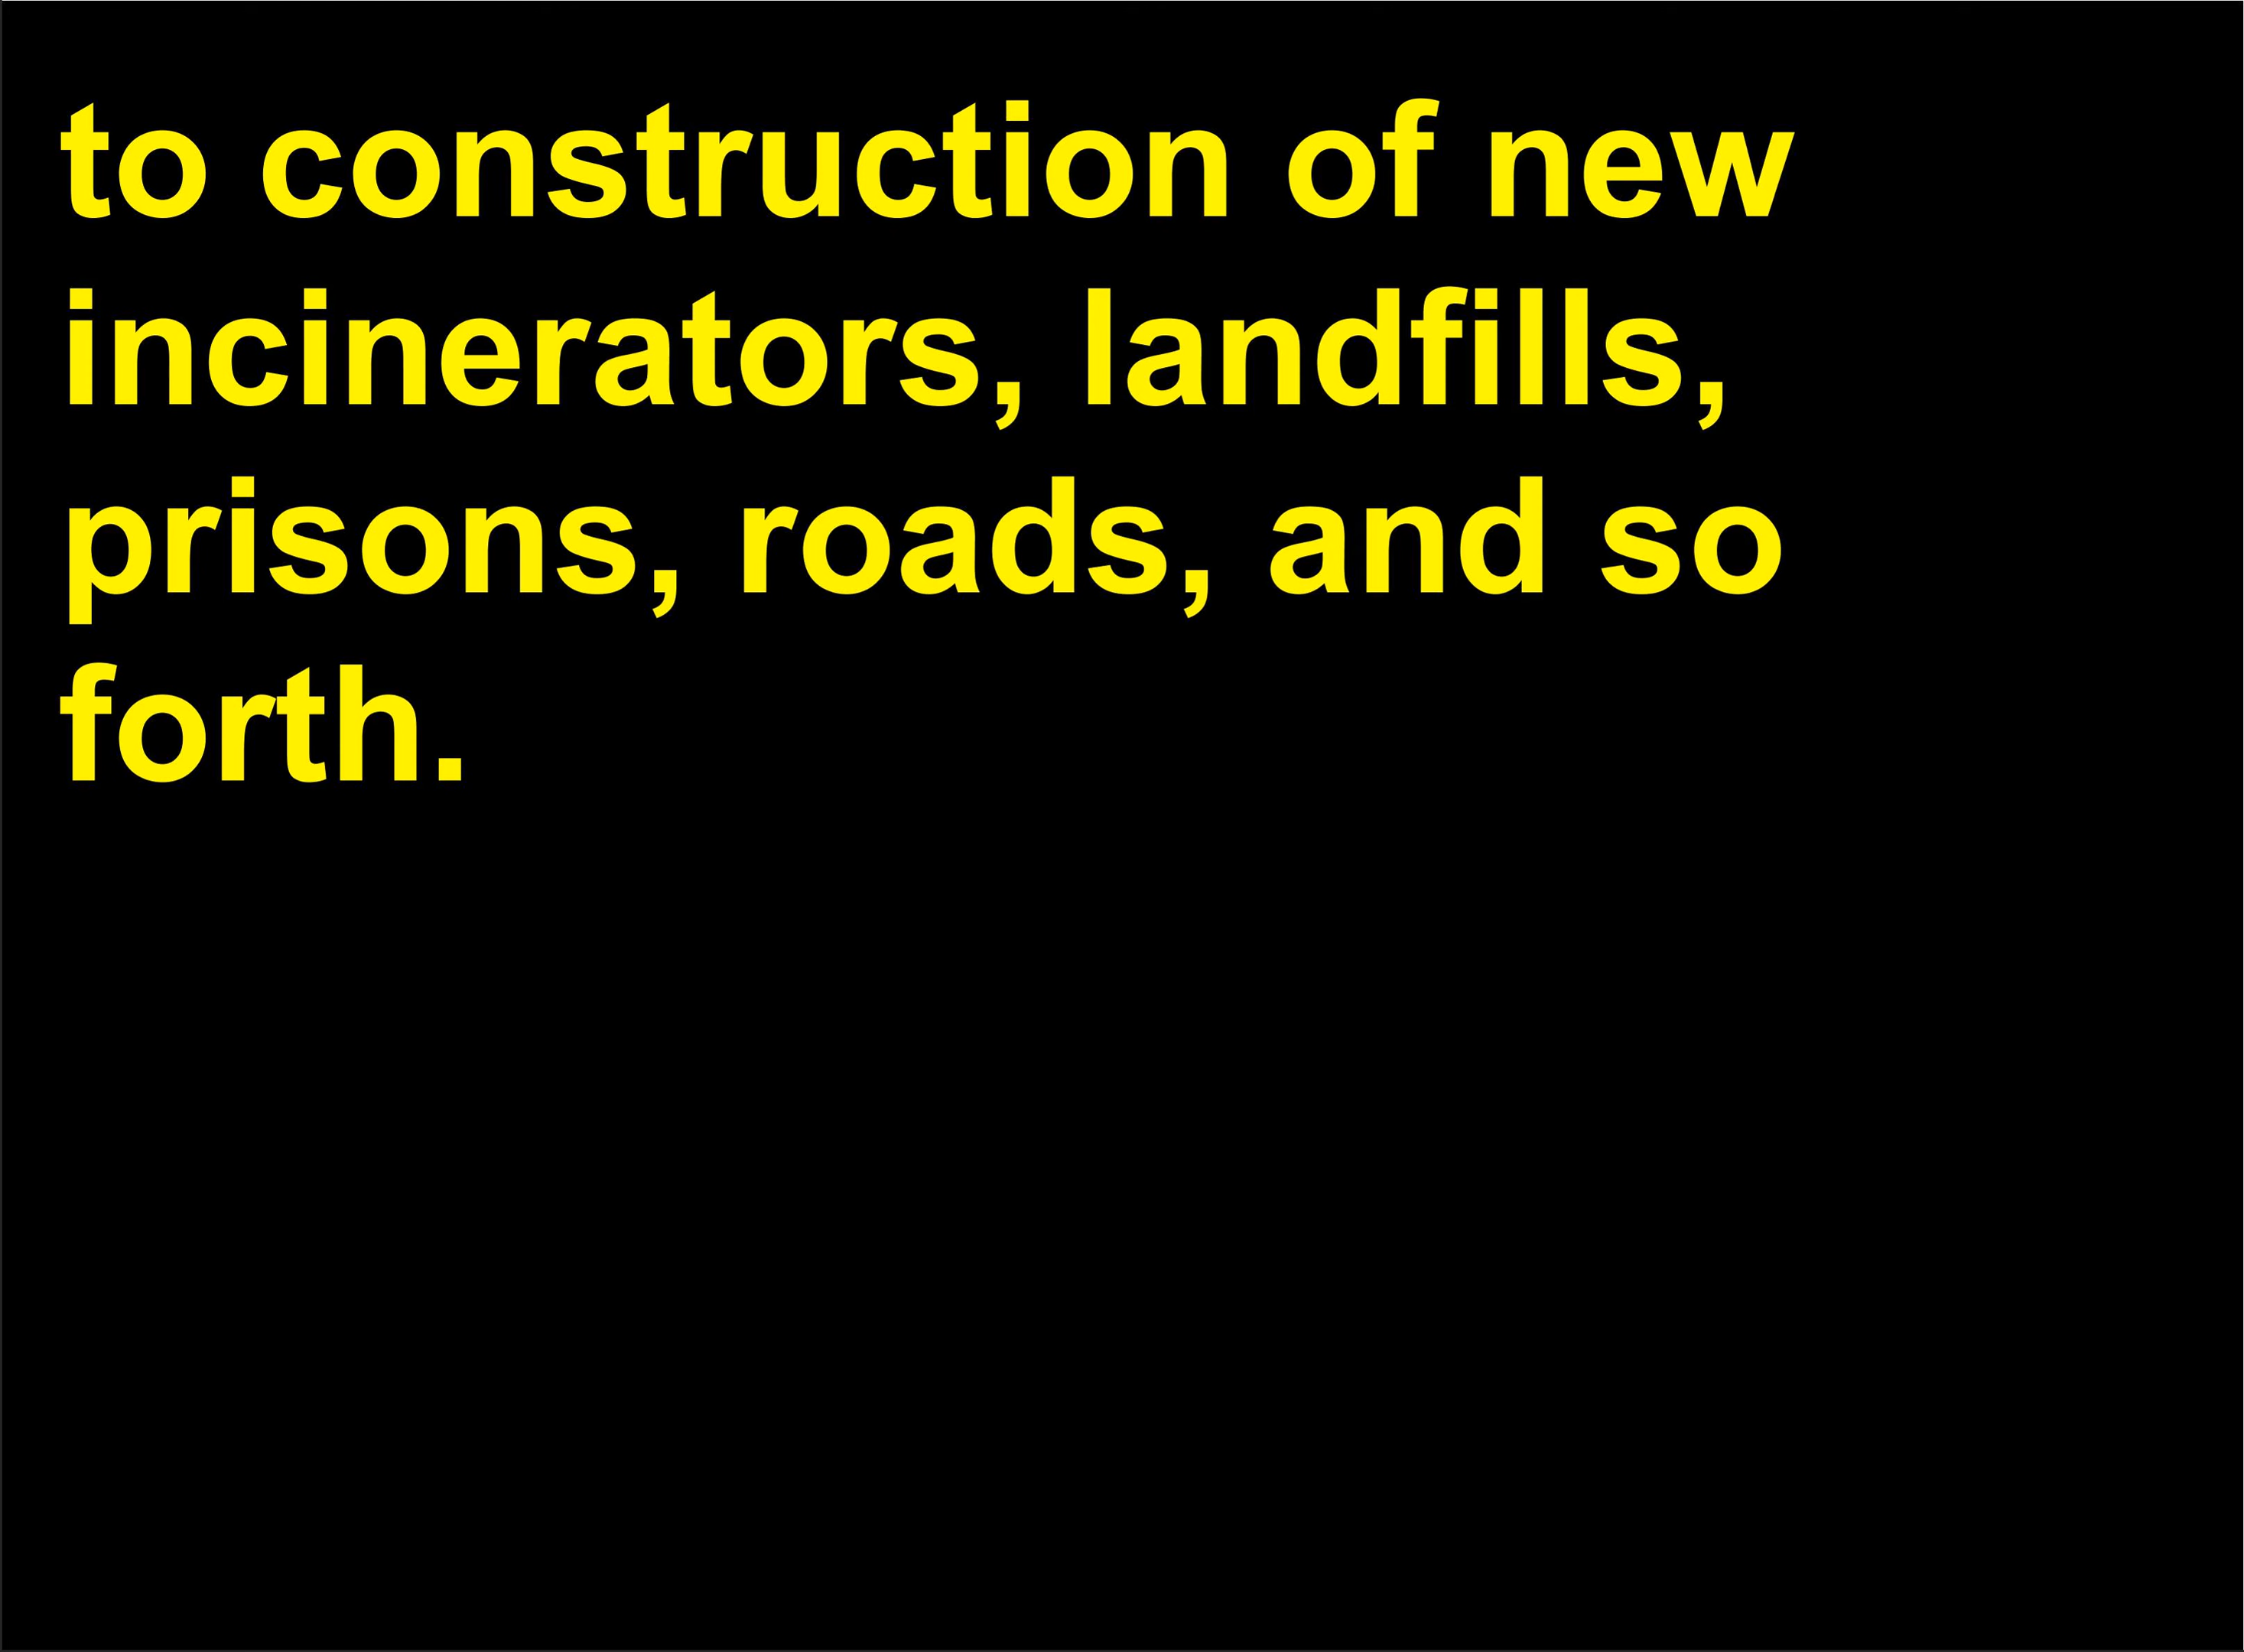 to construction of new
incinerators, landfills,
prisons, roads, and so
forth.